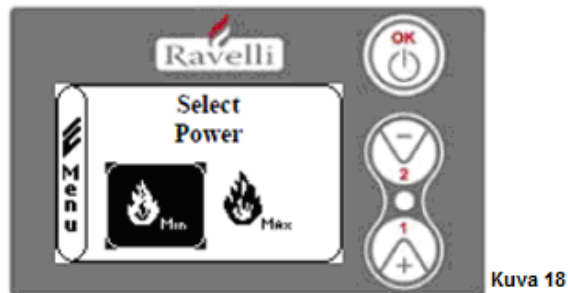 Ravelli
OK
Select
Power
Menu
Min
Max
−
2
1
+
Kuva 18